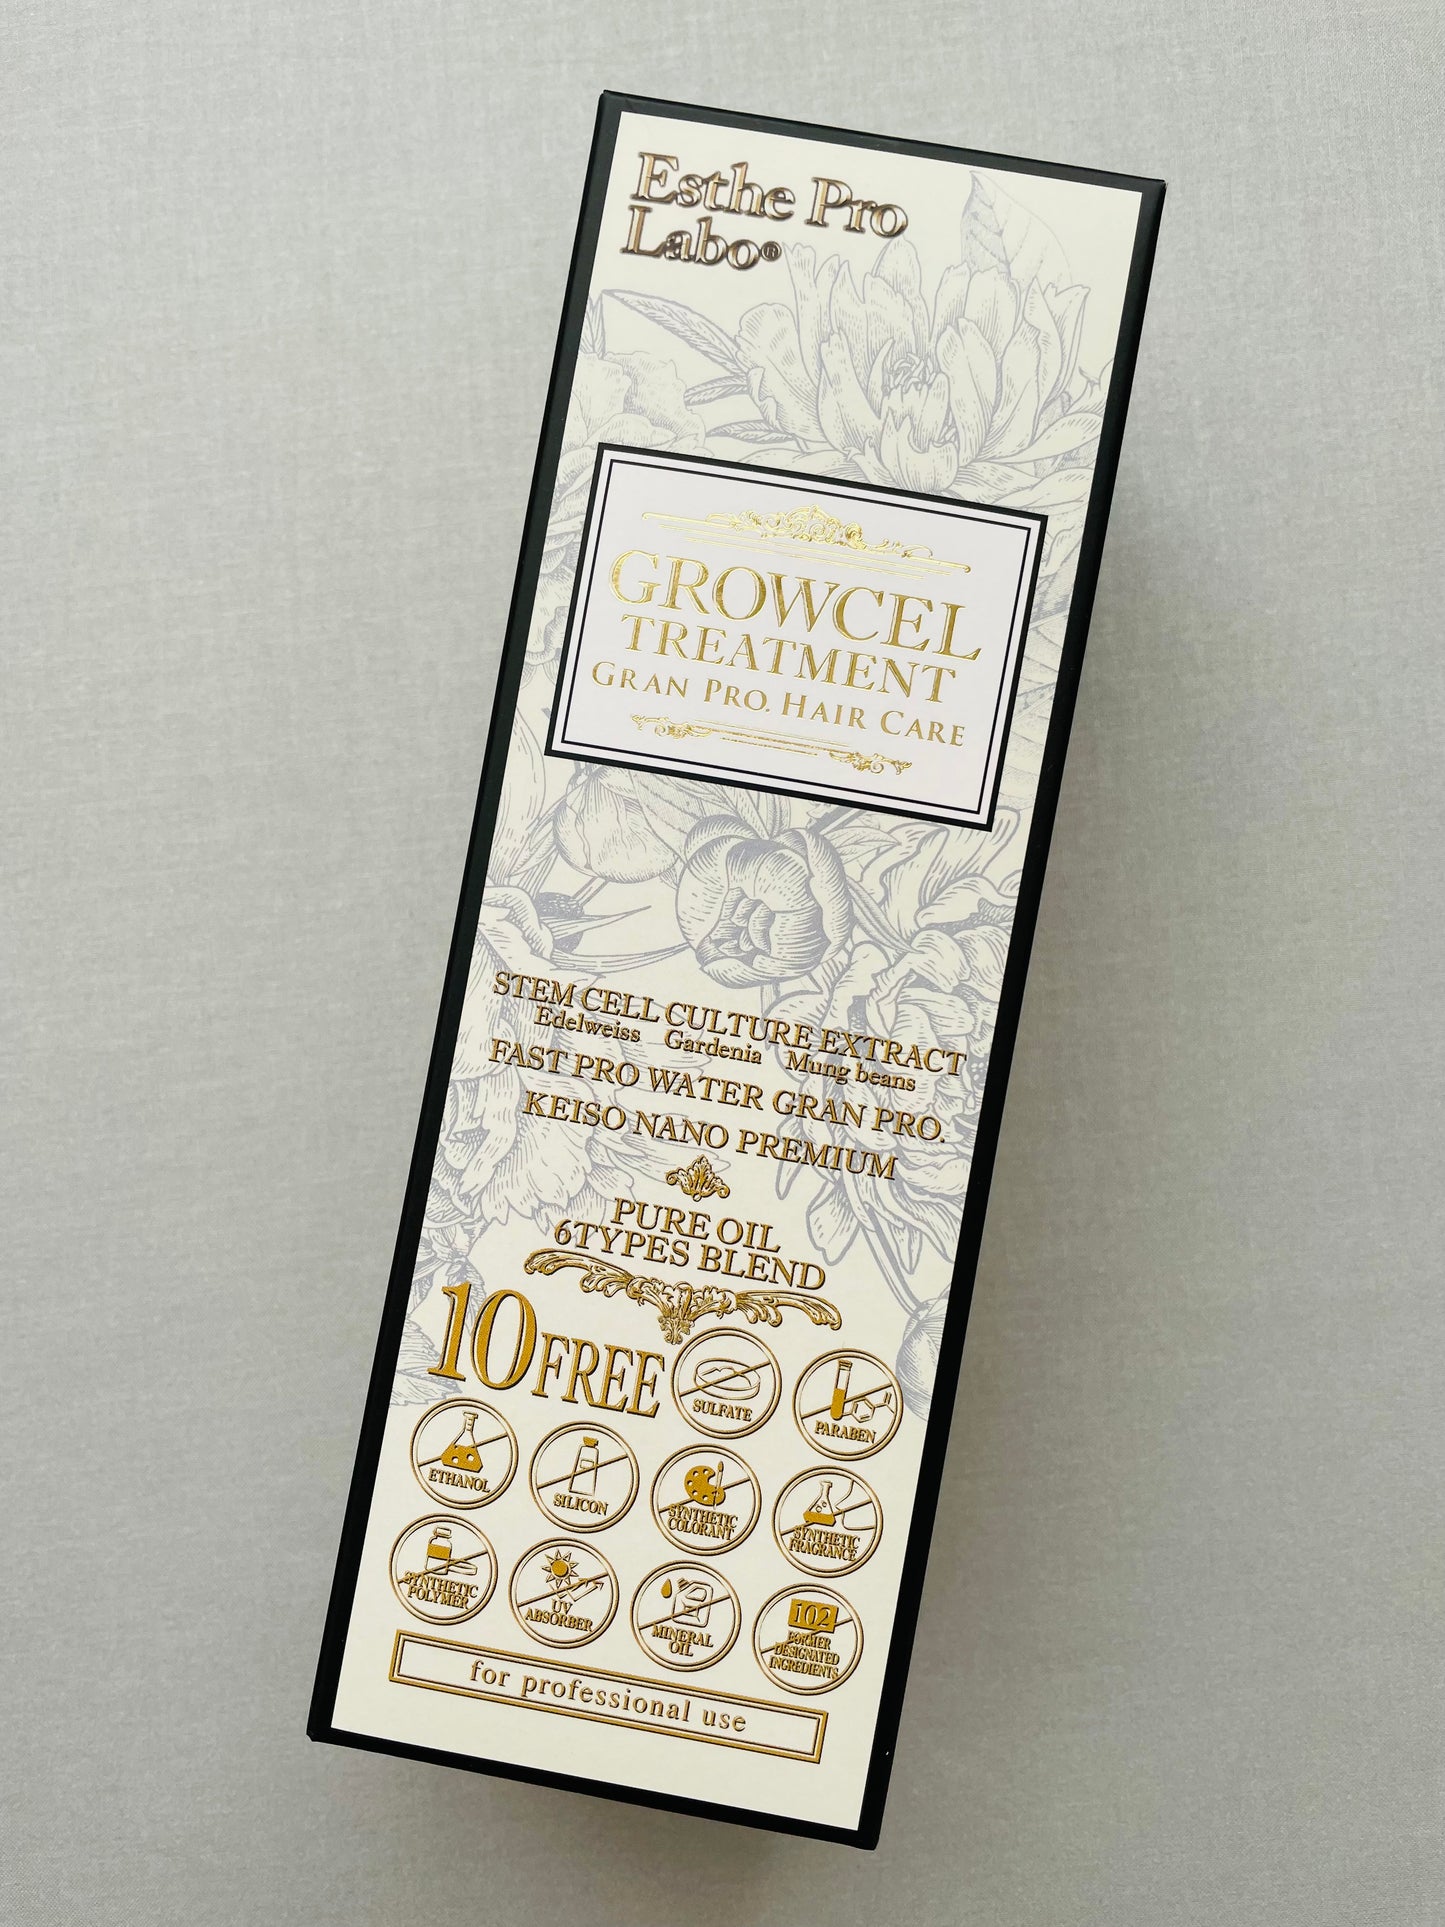 Esthe Pro
Labo®
GROWCEL
TREATMENT
GRAN PRO. HAIR CARE
STEM CELL CULTURE EXTRACT
Edelweiss Gardenia Mung beans
FAST PRO WATER GRAN PRO.
KEISO NANO PREMIUM
PURE OIL
6TYPES BLEND
10FREE
SULFATE
PARABEN
ETHANOL
SILICON
SYNTHETIC
COLORANT
SYNTHETIC
FRAGRANCE
SYNTHETIC
POLYMER
UV
ABSORBER
MINERAL
OIL
102
FORMER
DESIGNATED
INGREDIENTS
for professional use